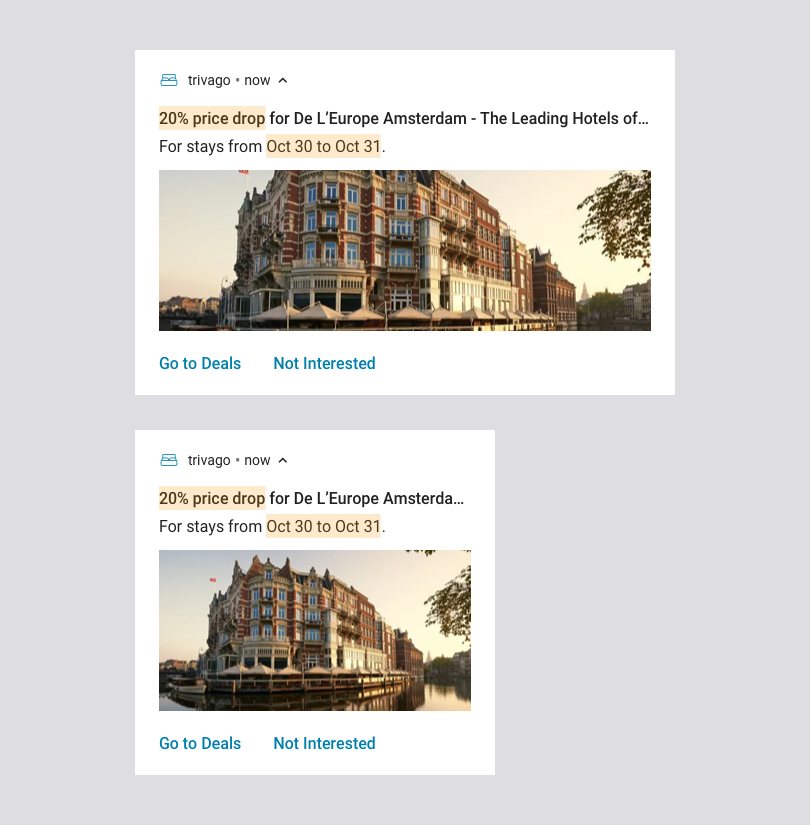 trivago • now
20% price drop for De L’Europe Amsterdam - The Leading Hotels of…
For stays from Oct 30 to Oct 31.
Go to Deals Not Interested
trivago • now
20% price drop for De L’Europe Amsterda…
For stays from Oct 30 to Oct 31.
Go to Deals Not Interested